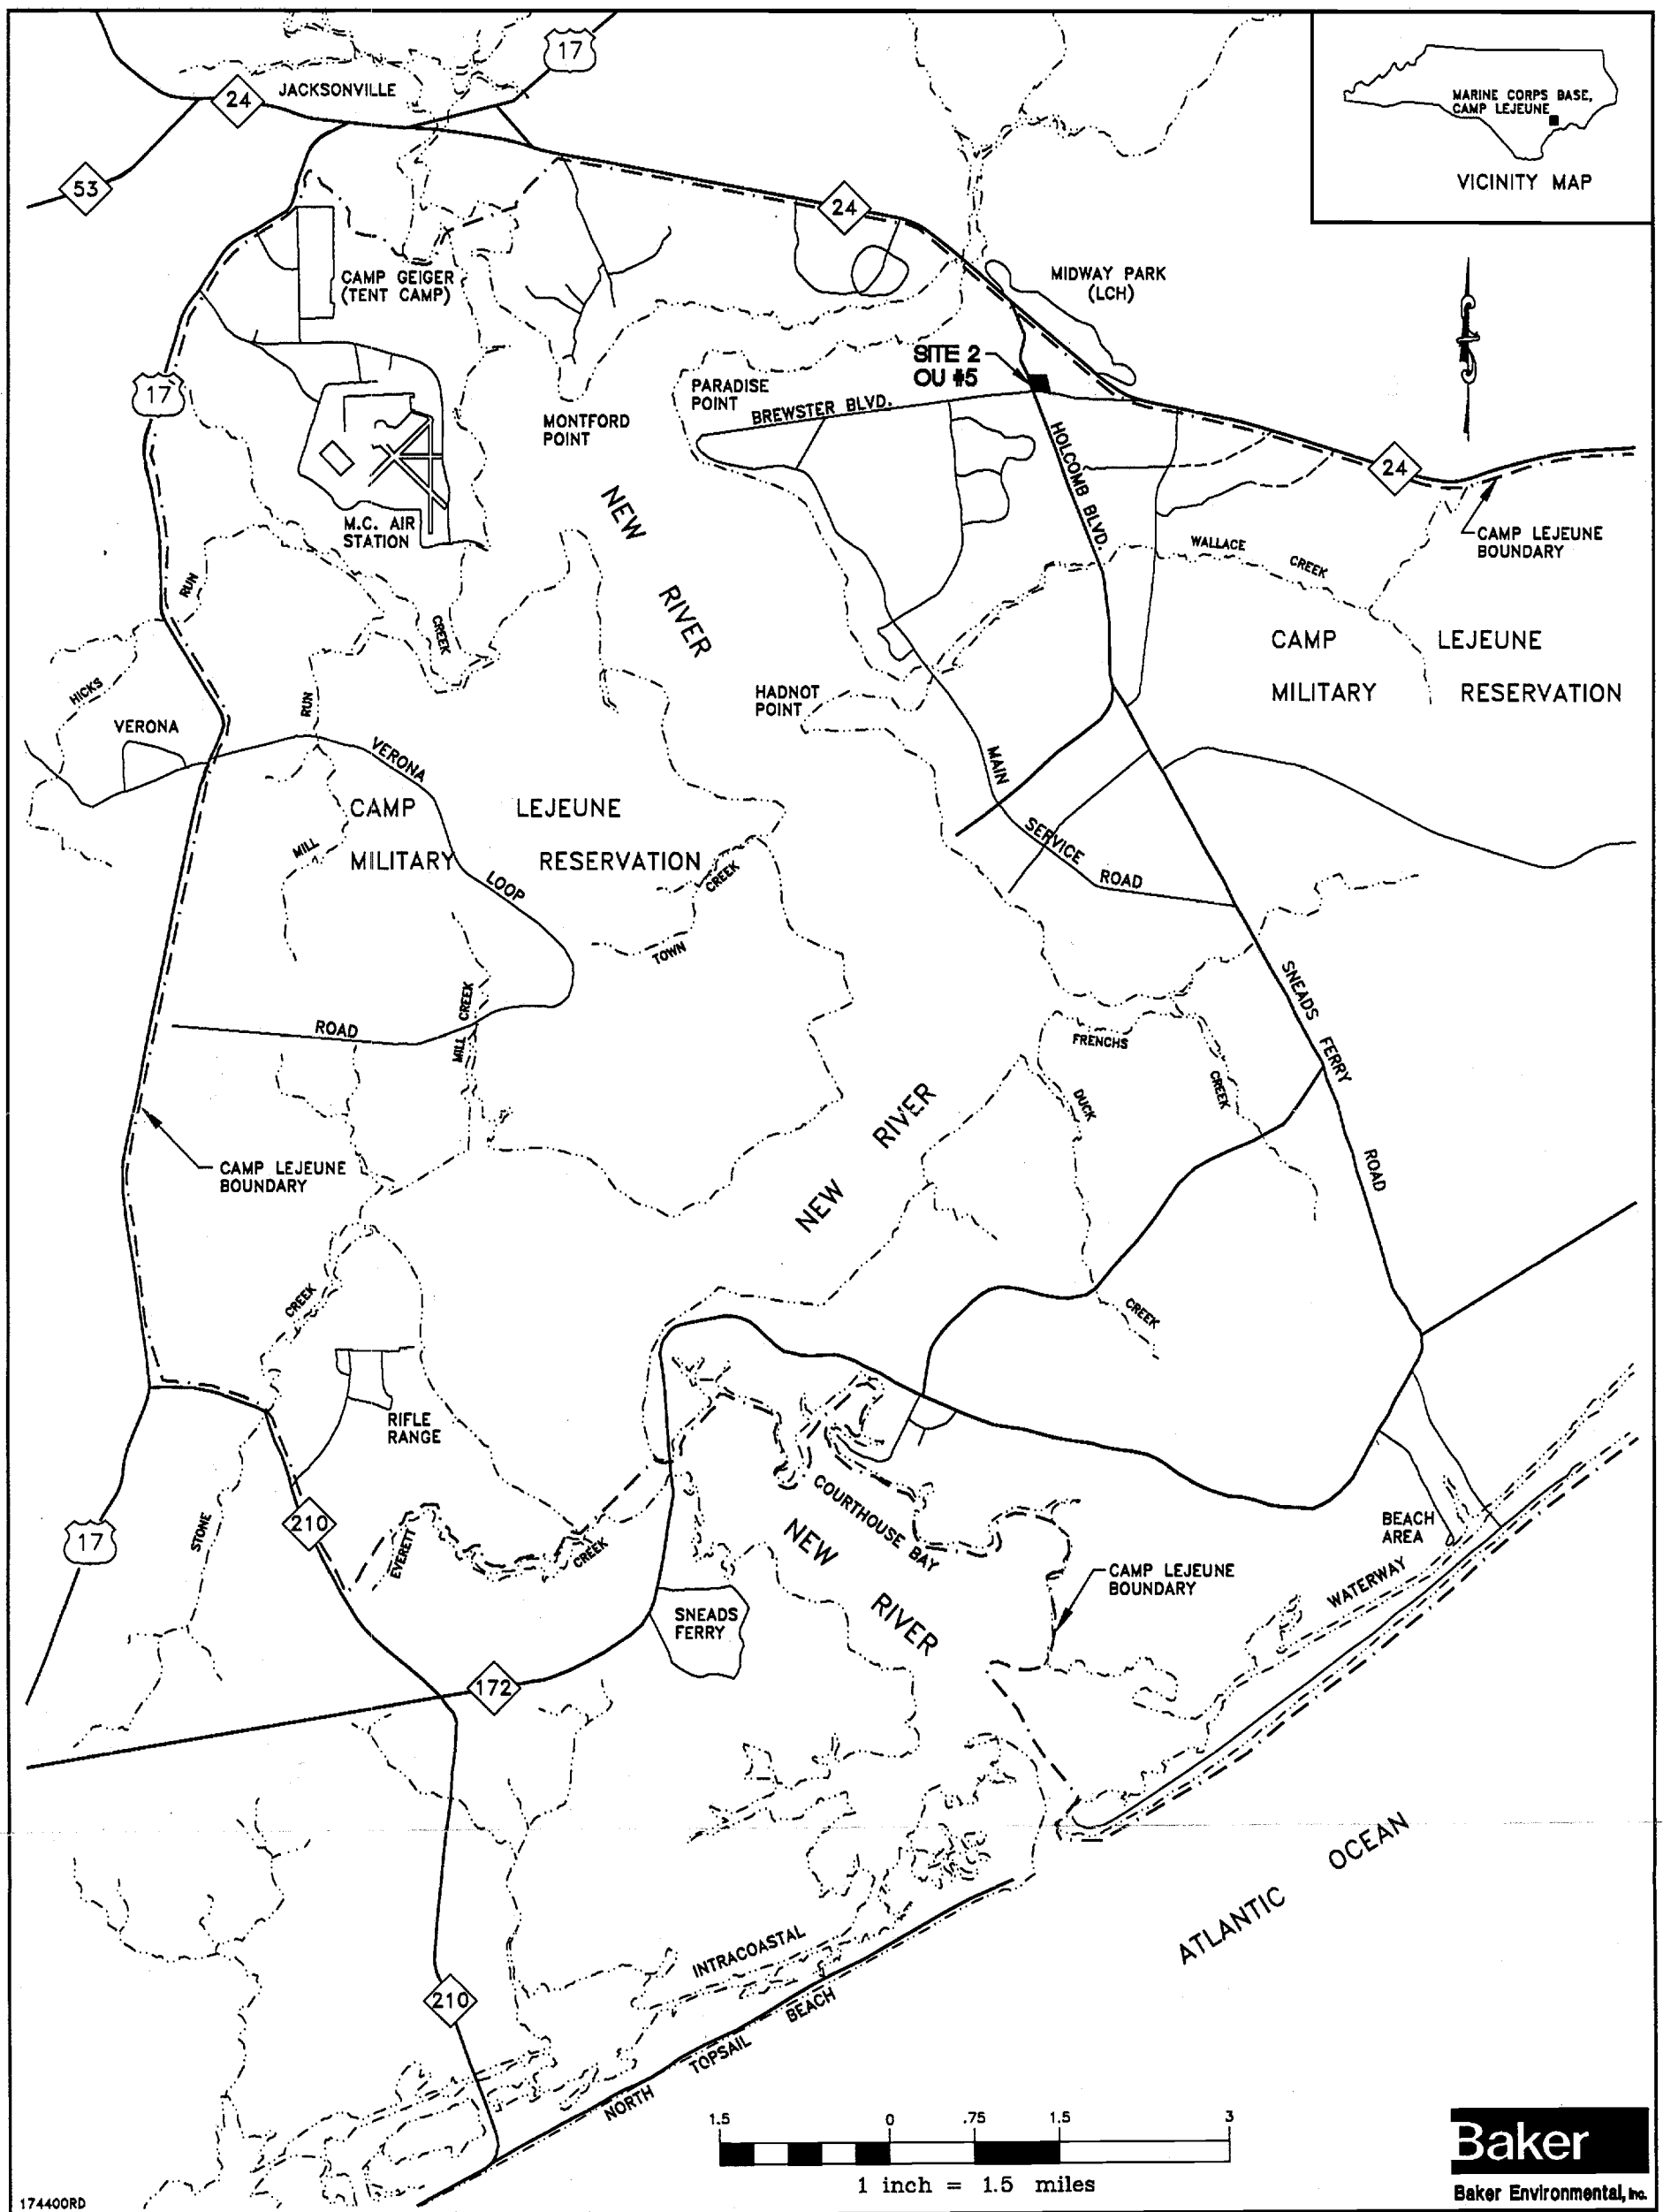 17
JACKSONVILLE
24
53
MARINE CORPS BASE,
CAMP LEJEUNE
VICINITY MAP
24
CAMP GEIGER
(TENT CAMP)
MIDWAY PARK
(LCH)
SITE 2
OU #5
17
PARADISE
POINT
BREWSTER BLVD.
MONTFORD
POINT
HOLCOMB BLVD.
24
NEW
RIVER
M.C. AIR
STATION
CAMP LEJEUNE
BOUNDARY
WALLACE
CREEK
RUN
HICKS
CREEK
CAMP LEJEUNE
MILITARY RESERVATION
HADNOT
POINT
RUN
VERONA
VERONA
MAIN
CAMP LEJEUNE
MILL
MILITARY RESERVATION
LOOP
CREEK
TOWN
SERVICE
ROAD
SNEADS
FERRY
ROAD
MILL CREEK
ROAD
FRENCHS
CREEK
DUCK
CREEK
NEW
RIVER
CAMP LEJEUNE
BOUNDARY
CREEK
STONE
RIFLE
RANGE
210
17
EVERETT
CREEK
COURTHOUSE BAY
NEW
RIVER
BEACH
AREA
CAMP LEJEUNE
BOUNDARY
WATERWAY
SNEADS
FERRY
172
ATLANTIC OCEAN
INTRACOASTAL
210
NORTH TOPSAIL BEACH
1.5 0 .75 1.5 3
1 inch = 1.5 miles
Baker
Baker Environmental, Inc.
174400RD